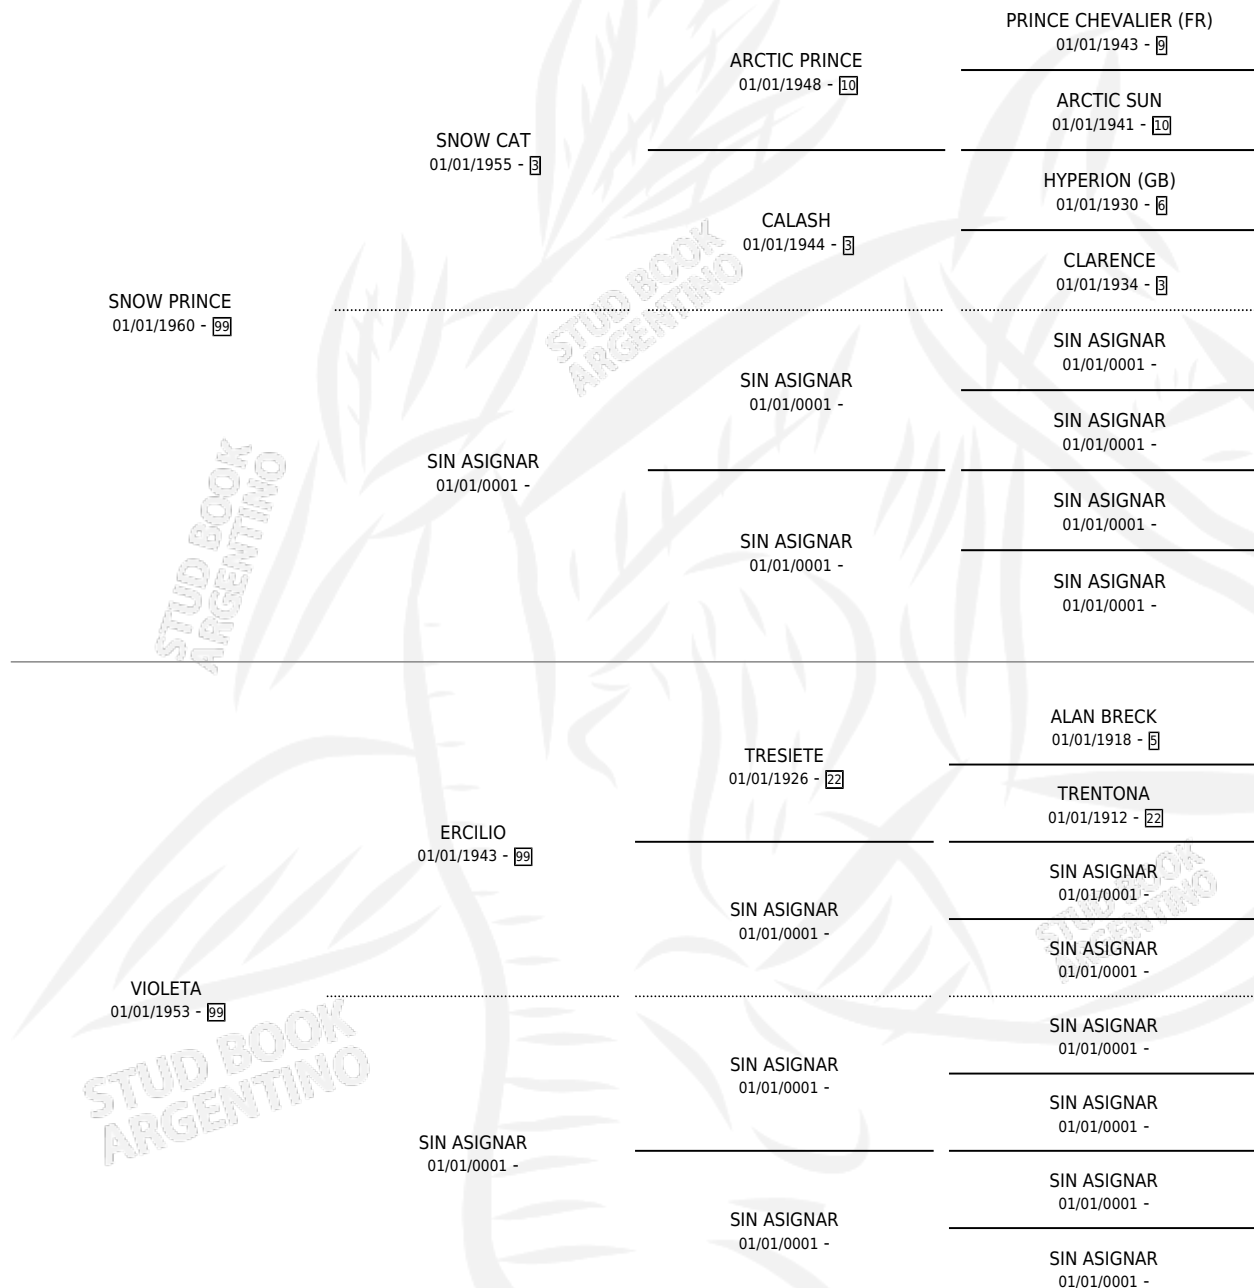 PRINCE CHEVALIER (FR)
01/01/1943 - 9
ARCTIC PRINCE
01/01/1948 - 10
ARCTIC SUN
01/01/1941 - 10
SNOW CAT
01/01/1955 - 3
HYPERION (GB)
01/01/1930 - 6
CALASH
01/01/1944 - 3
CLARENCE
01/01/1934 - 3
SNOW PRINCE
01/01/1960 - 99
SIN ASIGNAR
01/01/0001 -
SIN ASIGNAR
01/01/0001 -
SIN ASIGNAR
01/01/0001 -
SIN ASIGNAR
01/01/0001 -
SIN ASIGNAR
01/01/0001 -
SIN ASIGNAR
01/01/0001 -
SIN ASIGNAR
01/01/0001 -
STUD BOOK
ARGENTINO
STUD BOOK
ARGENTINO
ALAN BRECK
01/01/1918 - 5
TRESIETE
01/01/1926 - 22
TRENTONA
01/01/1912 - 22
ERCILIO
01/01/1943 - 99
SIN ASIGNAR
01/01/0001 -
SIN ASIGNAR
01/01/0001 -
SIN ASIGNAR
01/01/0001 -
VIOLETA
01/01/1953 - 99
SIN ASIGNAR
01/01/0001 -
SIN ASIGNAR
01/01/0001 -
SIN ASIGNAR
01/01/0001 -
SIN ASIGNAR
01/01/0001 -
SIN ASIGNAR
01/01/0001 -
SIN ASIGNAR
01/01/0001 -
SIN ASIGNAR
01/01/0001 -
STUD BOOK
ARGENTINO
STUD BOOK
ARGENTINO